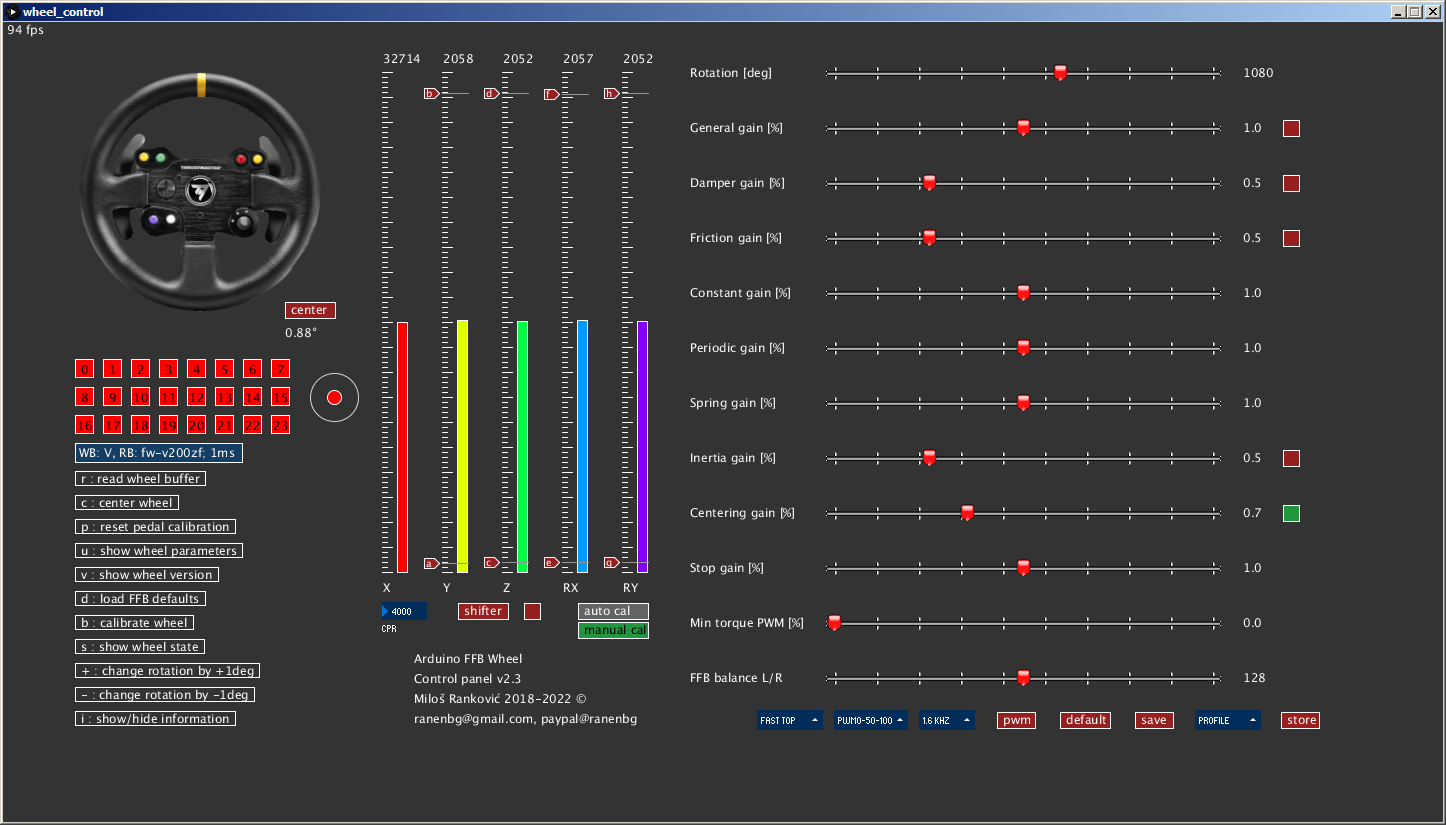 wheel_control
94 fps
32714 2058 2052 2057 2052
b d f h
THRUSTMASTER
center
0.88°
0 1 2 3 4 5 6 7
8 9 10 11 12 13 14 15
16 17 18 19 20 21 22 23
WB: V, RB: fw-v200zf; 1ms
r : read wheel buffer
c : center wheel
p : reset pedal calibration
u : show wheel parameters
v : show wheel version
d : load FFB defaults
b : calibrate wheel
s : show wheel state
+ : change rotation by +1deg
- : change rotation by -1deg
i : show/hide information
a c e g
X Y Z RX RY
4000 shifter auto cal
CPR manual cal
Arduino FFB Wheel
Control panel v2.3
Miloš Ranković 2018-2022 ©
ranenbg@gmail.com, paypal@ranenbg
Rotation [deg] 1080
General gain [%] 1.0
Damper gain [%] 0.5
Friction gain [%] 0.5
Constant gain [%] 1.0
Periodic gain [%] 1.0
Spring gain [%] 1.0
Inertia gain [%] 0.5
Centering gain [%] 0.7
Stop gain [%] 1.0
Min torque PWM [%] 0.0
FFB balance L/R 128
FAST TOP PWM0-50-100 1.6 KHZ pwm default save PROFILE store